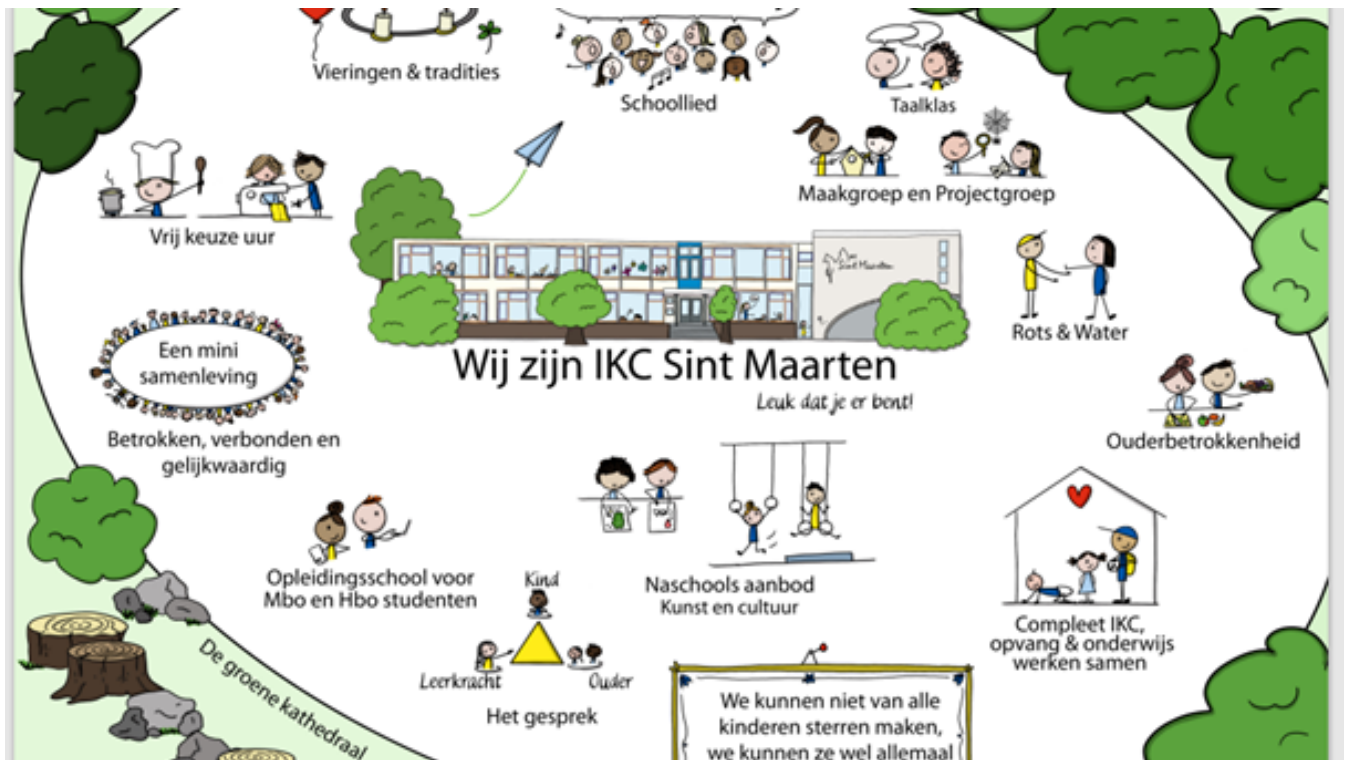 Vieringen & tradities
Schoollied
Taalklas
Maakgroep en Projectgroep
Vrij keuze uur
Sint Maarten
Rots & Water
Een mini
samenleving
Betrokken, verbonden en
gelijkwaardig
Wij zijn IKC Sint Maarten
Leuk dat je er bent!
Ouderbetrokkenheid
Opleidingsschool voor
Mbo en Hbo studenten
Naschools aanbod
Kunst en cultuur
Compleet IKC,
opvang & onderwijs
werken samen
Kind
Leerkracht
Ouder
Het gesprek
De groene kathedraal
We kunnen niet van alle
kinderen sterren maken,
we kunnen ze wel allemaal